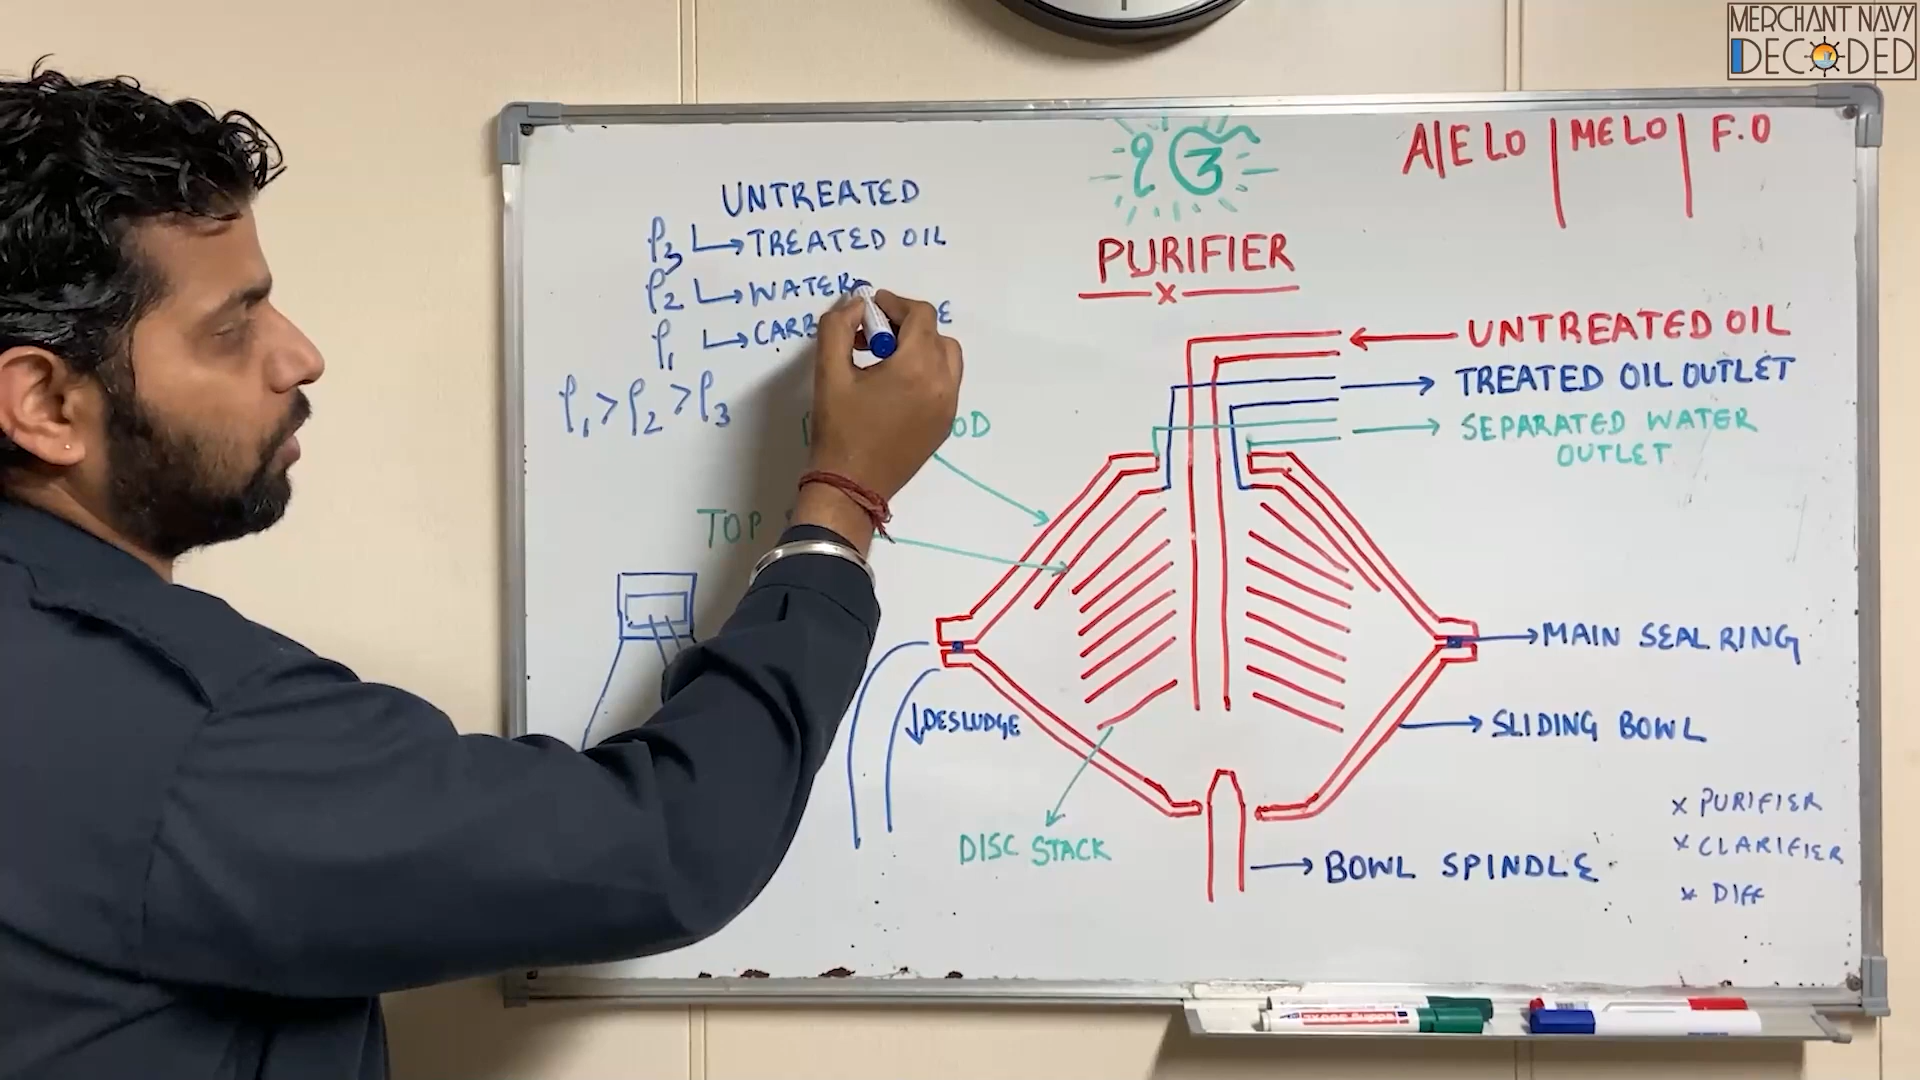 MERCHANT NAVY
DECODED
A/E LO | ME LO | F.O
UNTREATED
ρ3 → TREATED OIL
ρ2 → WATER
ρ1 →
ρ1 > ρ2 > ρ3
PURIFIER
UNTREATED OIL
TREATED OIL OUTLET
SEPARATED WATER
OUTLET
TOP
MAIN SEAL RING
DESLUDGE
SLIDING BOWL
DISC STACK
BOWL SPINDLE
x PURIFIER
x CLARIFIER
x DIFF